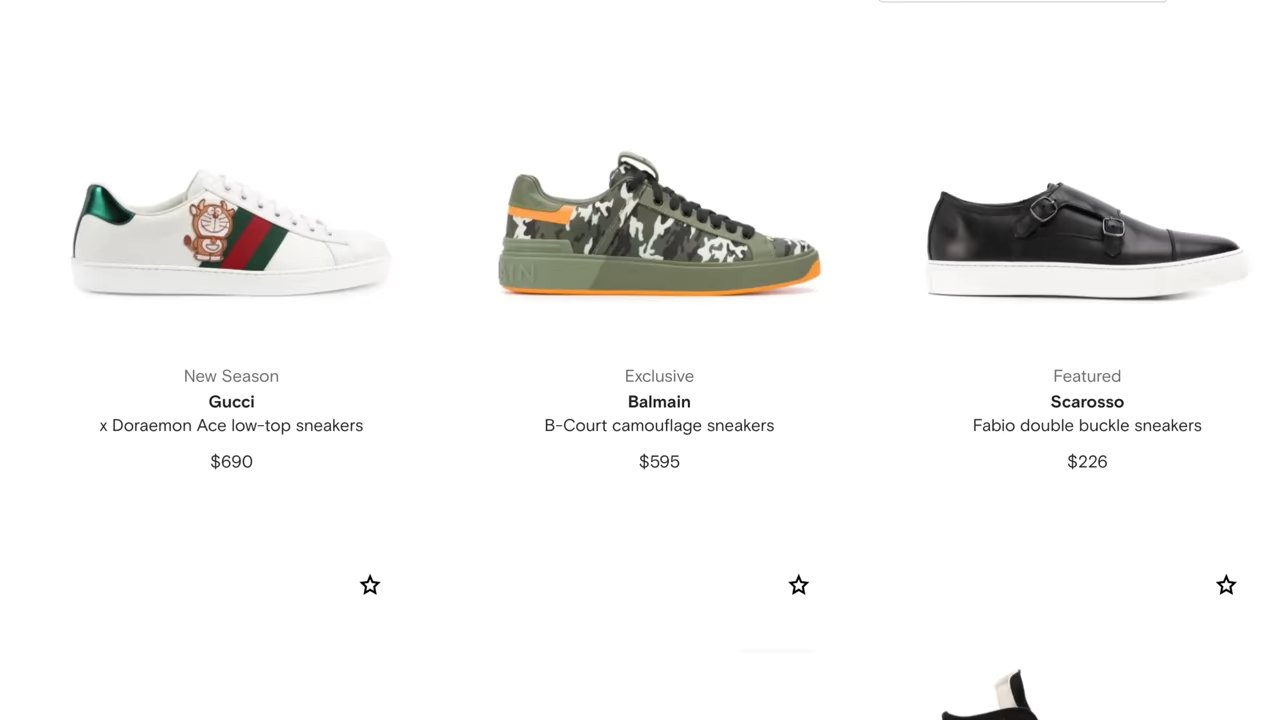 New Season
Gucci
x Doraemon Ace low-top sneakers
$690
Exclusive
Balmain
B-Court camouflage sneakers
$595
Featured
Scarosso
Fabio double buckle sneakers
$226